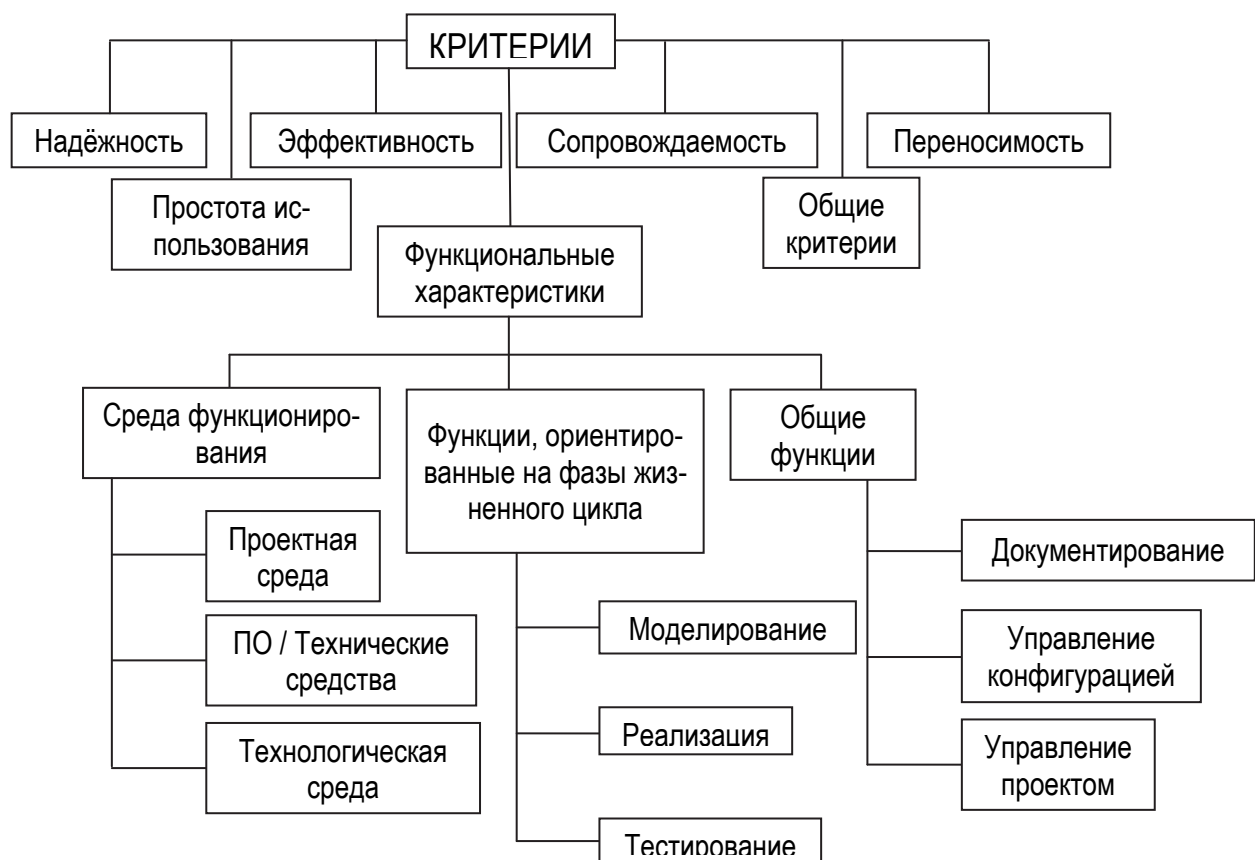 КРИТЕРИИ
Надёжность
Эффективность
Сопровождаемость
Переносимость
Простота ис-
пользования
Общие
критерии
Функциональные
характеристики
Среда функциониро-
вания
Функции, ориентиро-
ванные на фазы жиз-
ненного цикла
Общие
функции
Проектная
среда
ПО / Технические
средства
Технологическая
среда
Моделирование
Реализация
Тестирование
Документирование
Управление
конфигурацией
Управление
проектом